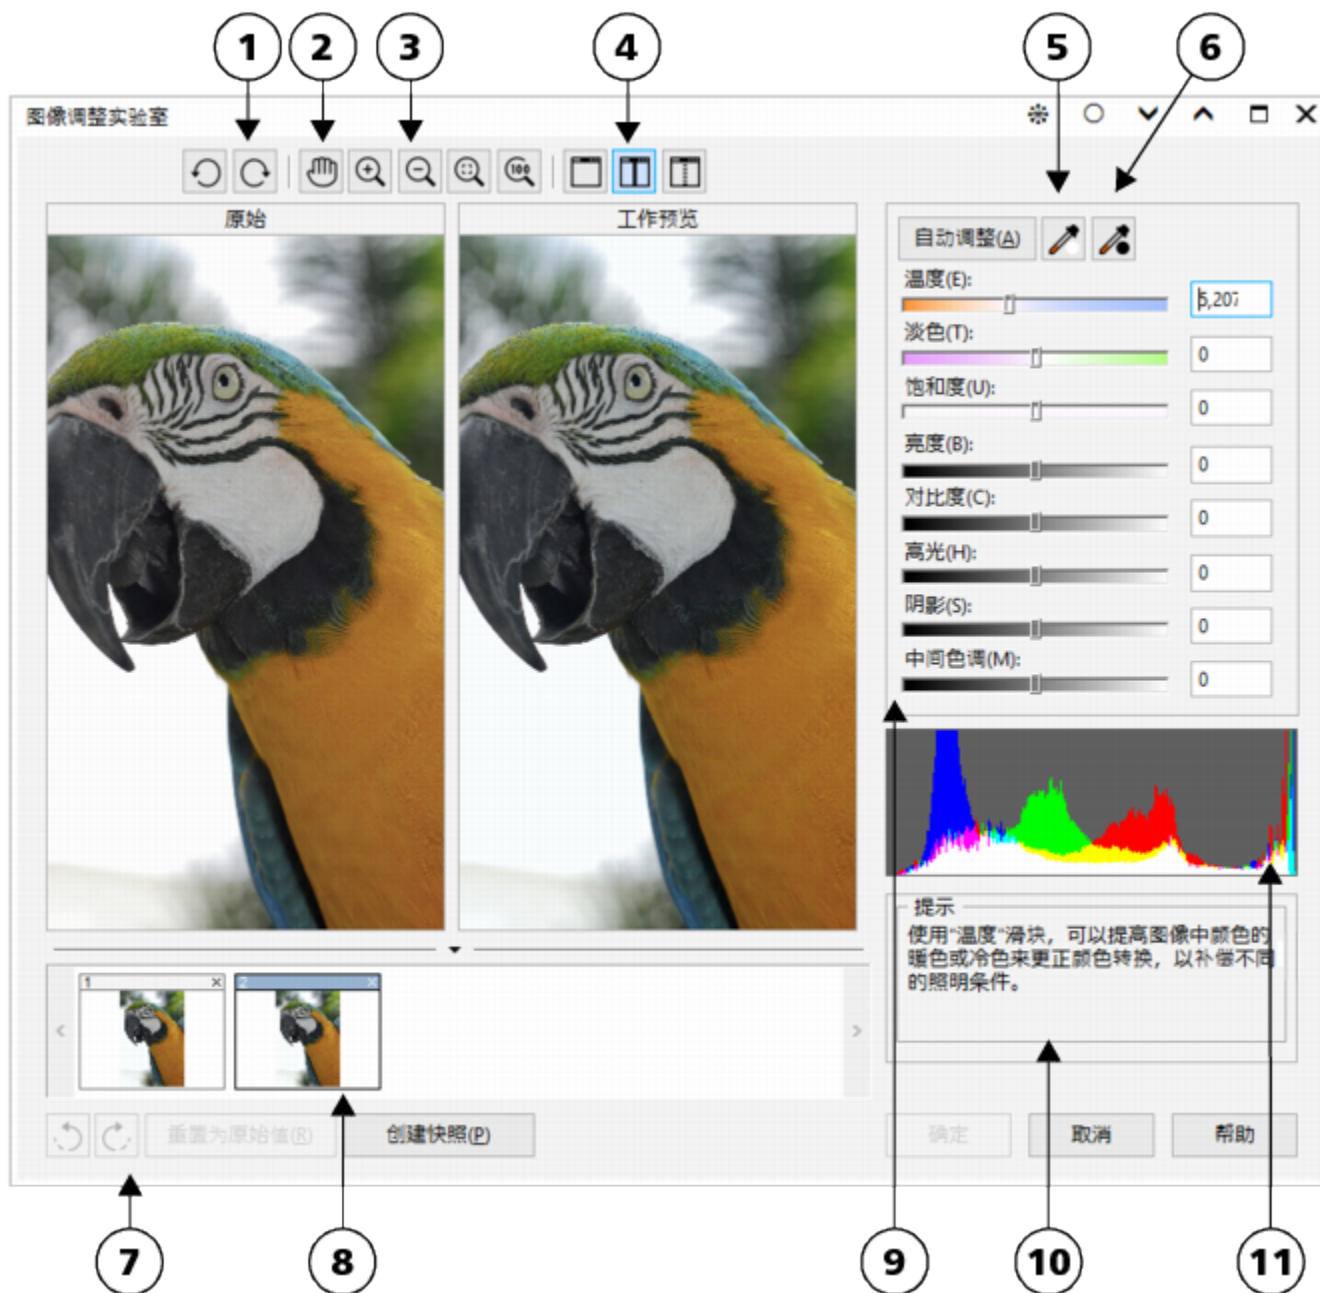 1 2 3 4 5 6
图像调整实验室
100
原始
工作预览
自动调整(A)
温度(E):
5,207
淡色(T):
0
饱和度(U):
0
亮度(B):
0
对比度(C):
0
高光(H):
0
阴影(S):
0
中间色调(M):
0
提示
使用"温度"滑块，可以提高图像中颜色的
暖色或冷色来更正颜色转换，以补偿不同
的照明条件。
1
2
重置为原始值(R)
创建快照(P)
确定
取消
帮助
7 8 9 10 11